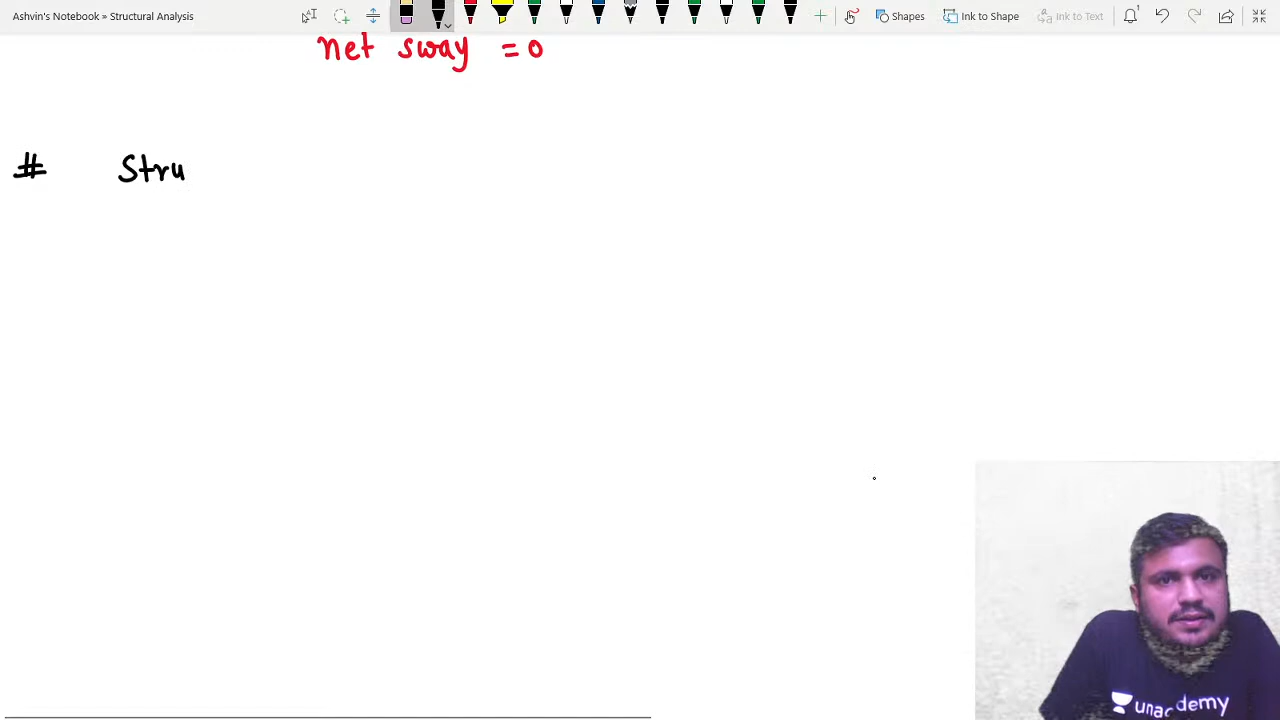 Ashvin's Notebook » Structural Analysis
Shapes
Ink to Shape
Ink to Text
net sway = 0
# Stru
unacademy